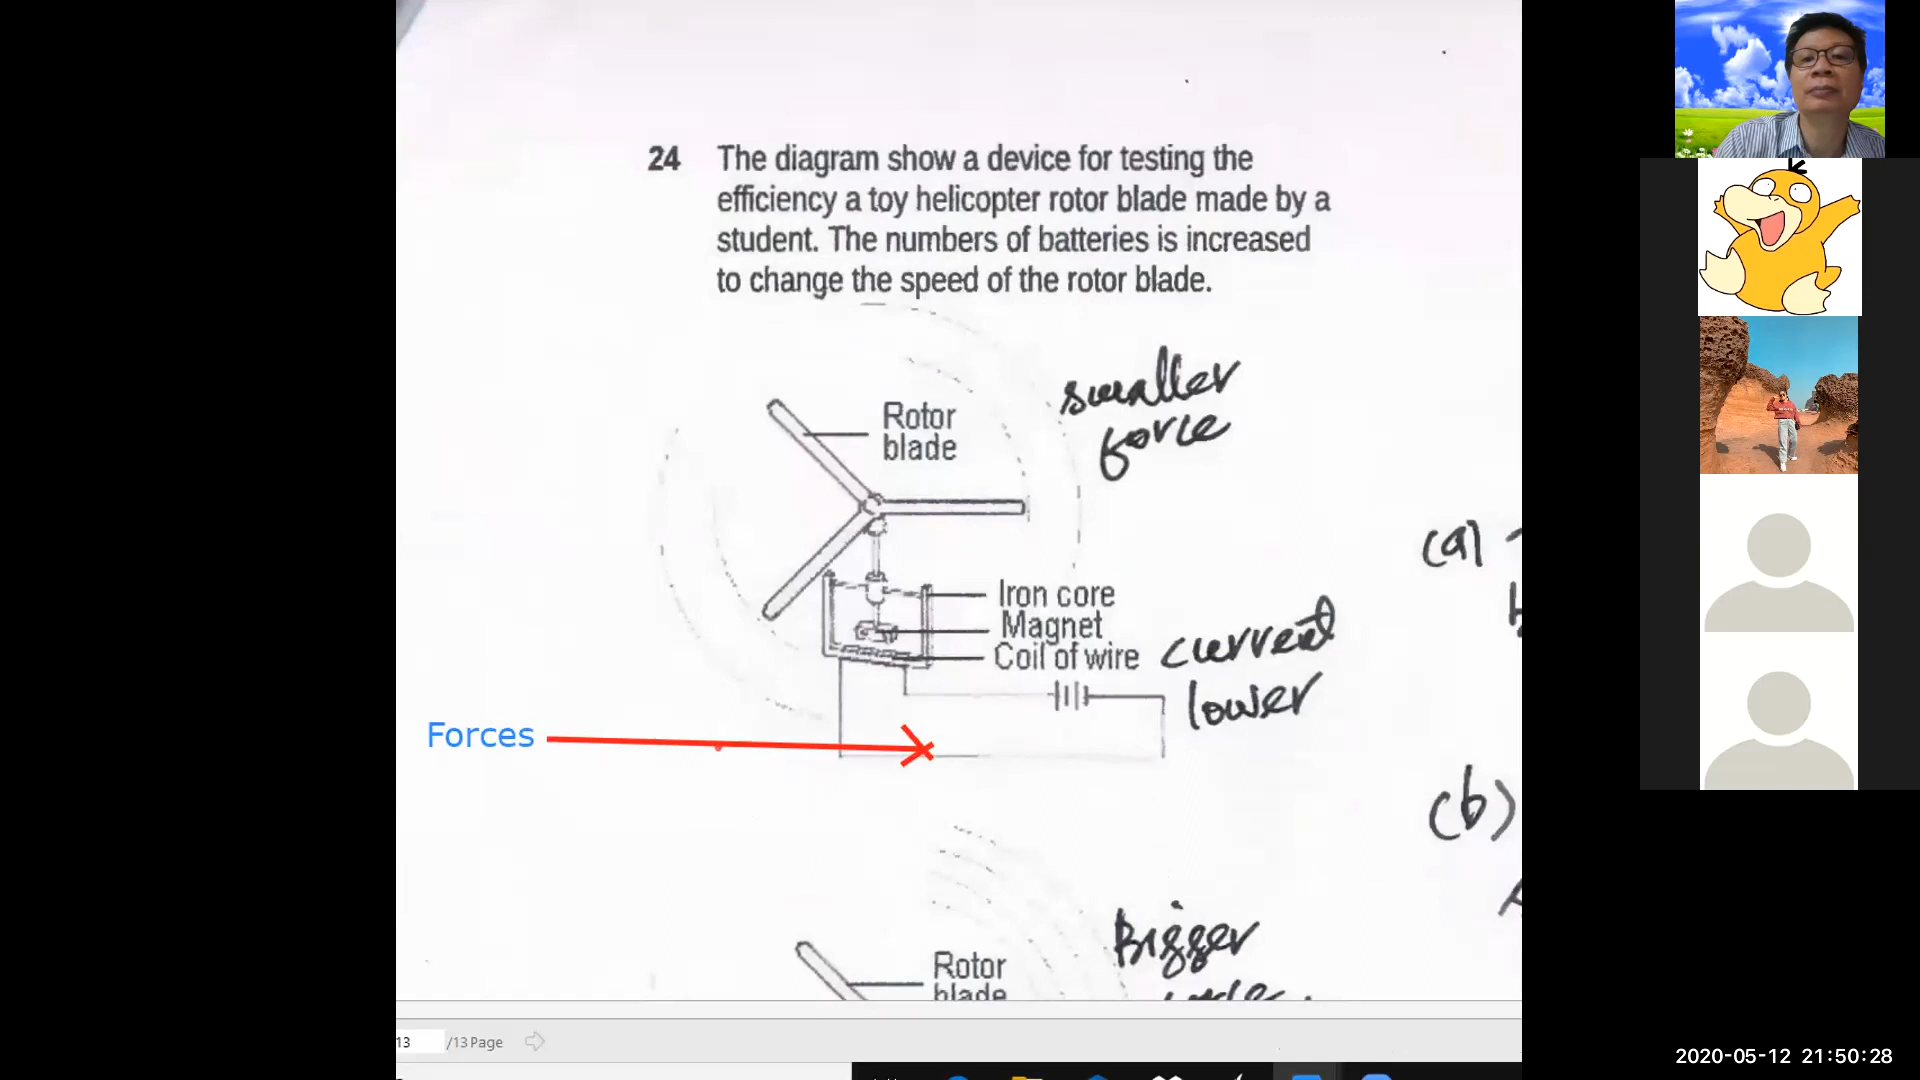 24 The diagram show a device for testing the
efficiency a toy helicopter rotor blade made by a
student. The numbers of batteries is increased
to change the speed of the rotor blade.
smaller
force
Rotor
blade
(a)
Iron core
Magnet
Coil of wire
current
lower
Forces
(b)
Bigger
Rotor
blade
13 /13 Page
2020-05-12 21:50:28